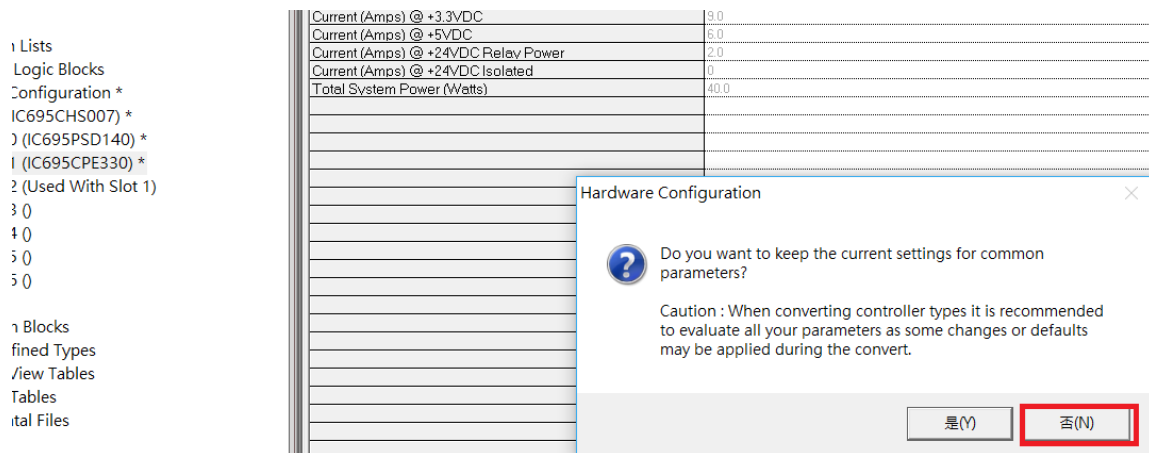 Current (Amps) @ +3.3VDC 9.0
Current (Amps) @ +5VDC 6.0
Current (Amps) @ +24VDC Relay Power 2.0
Current (Amps) @ +24VDC Isolated 0
Total System Power (Watts) 40.0
Lists
Logic Blocks
Configuration *
IC695CHS007) *
(IC695PSD140) *
(IC695CPE330) *
2 (Used With Slot 1)
3 ()
4 ()
5 ()
Blocks
fined Types
View Tables
Tables
ntal Files
Hardware Configuration
Do you want to keep the current settings for common
parameters?
Caution : When converting controller types it is recommended
to evaluate all your parameters as some changes or defaults
may be applied during the convert.
是(Y)
否(N)